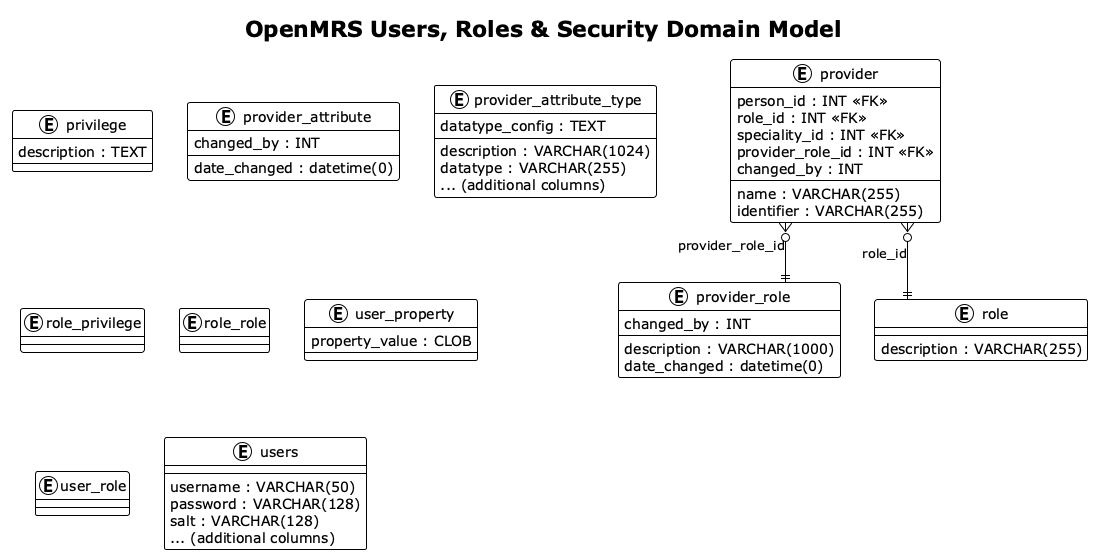 OpenMRS Users, Roles & Security Domain Model
E privilege
description : TEXT
E provider_attribute
changed_by : INT
date_changed : datetime(0)
E provider_attribute_type
datatype_config : TEXT
description : VARCHAR(1024)
datatype : VARCHAR(255)
... (additional columns)
E provider
person_id : INT «FK»
role_id : INT «FK»
speciality_id : INT «FK»
provider_role_id : INT «FK»
changed_by : INT
name : VARCHAR(255)
identifier : VARCHAR(255)
provider_role_id
role_id
E role_privilege
E role_role
E user_property
property_value : CLOB
E provider_role
changed_by : INT
description : VARCHAR(1000)
date_changed : datetime(0)
E role
description : VARCHAR(255)
E user_role
E users
username : VARCHAR(50)
password : VARCHAR(128)
salt : VARCHAR(128)
... (additional columns)